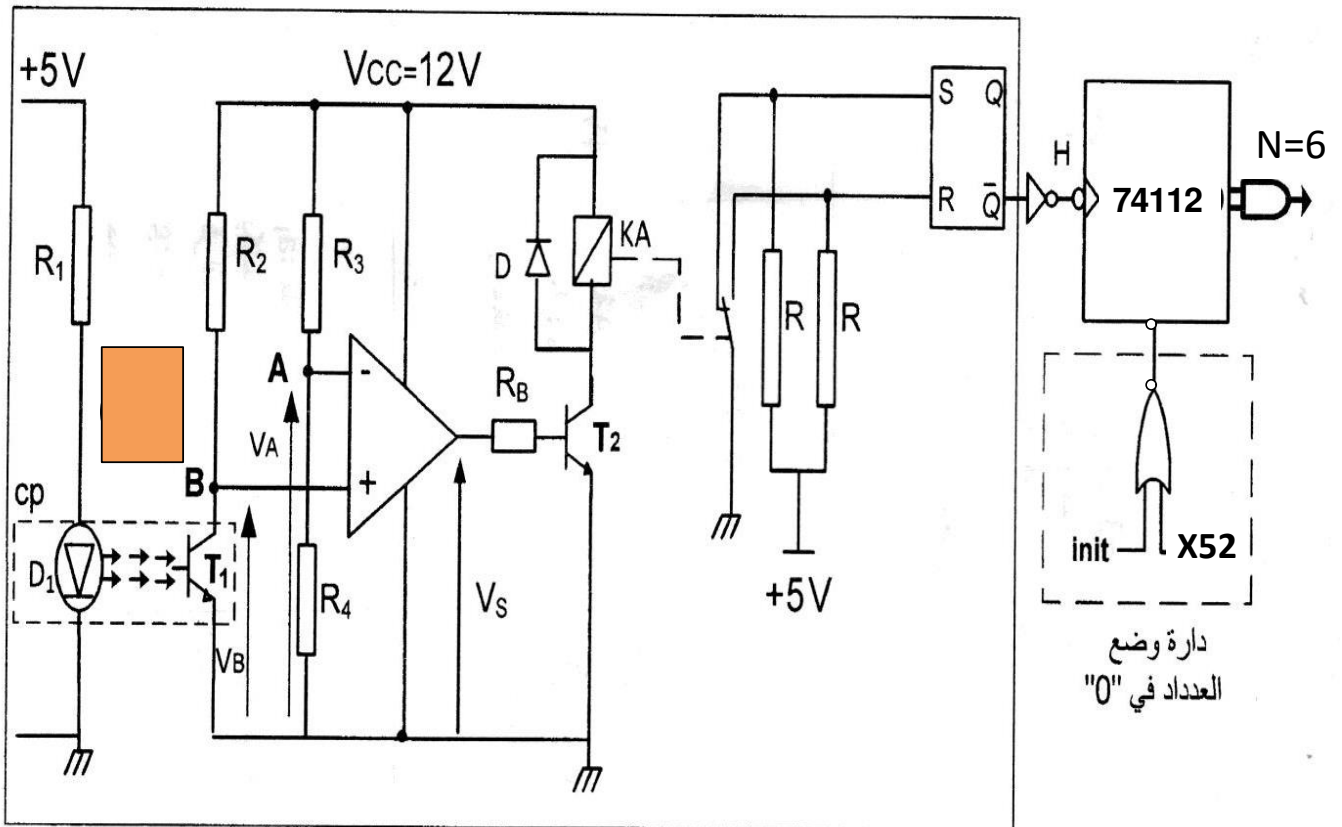 +5V
VCC=12V
R1
R2
R3
A
VA
B
cp
D1
T1
VB
R4
-
+
RB
VS
T2
D
KA
R
R
+5V
S
Q
R
Q̅
H
74112
N=6
init
X52
دارة وضع
العدداد في "0"